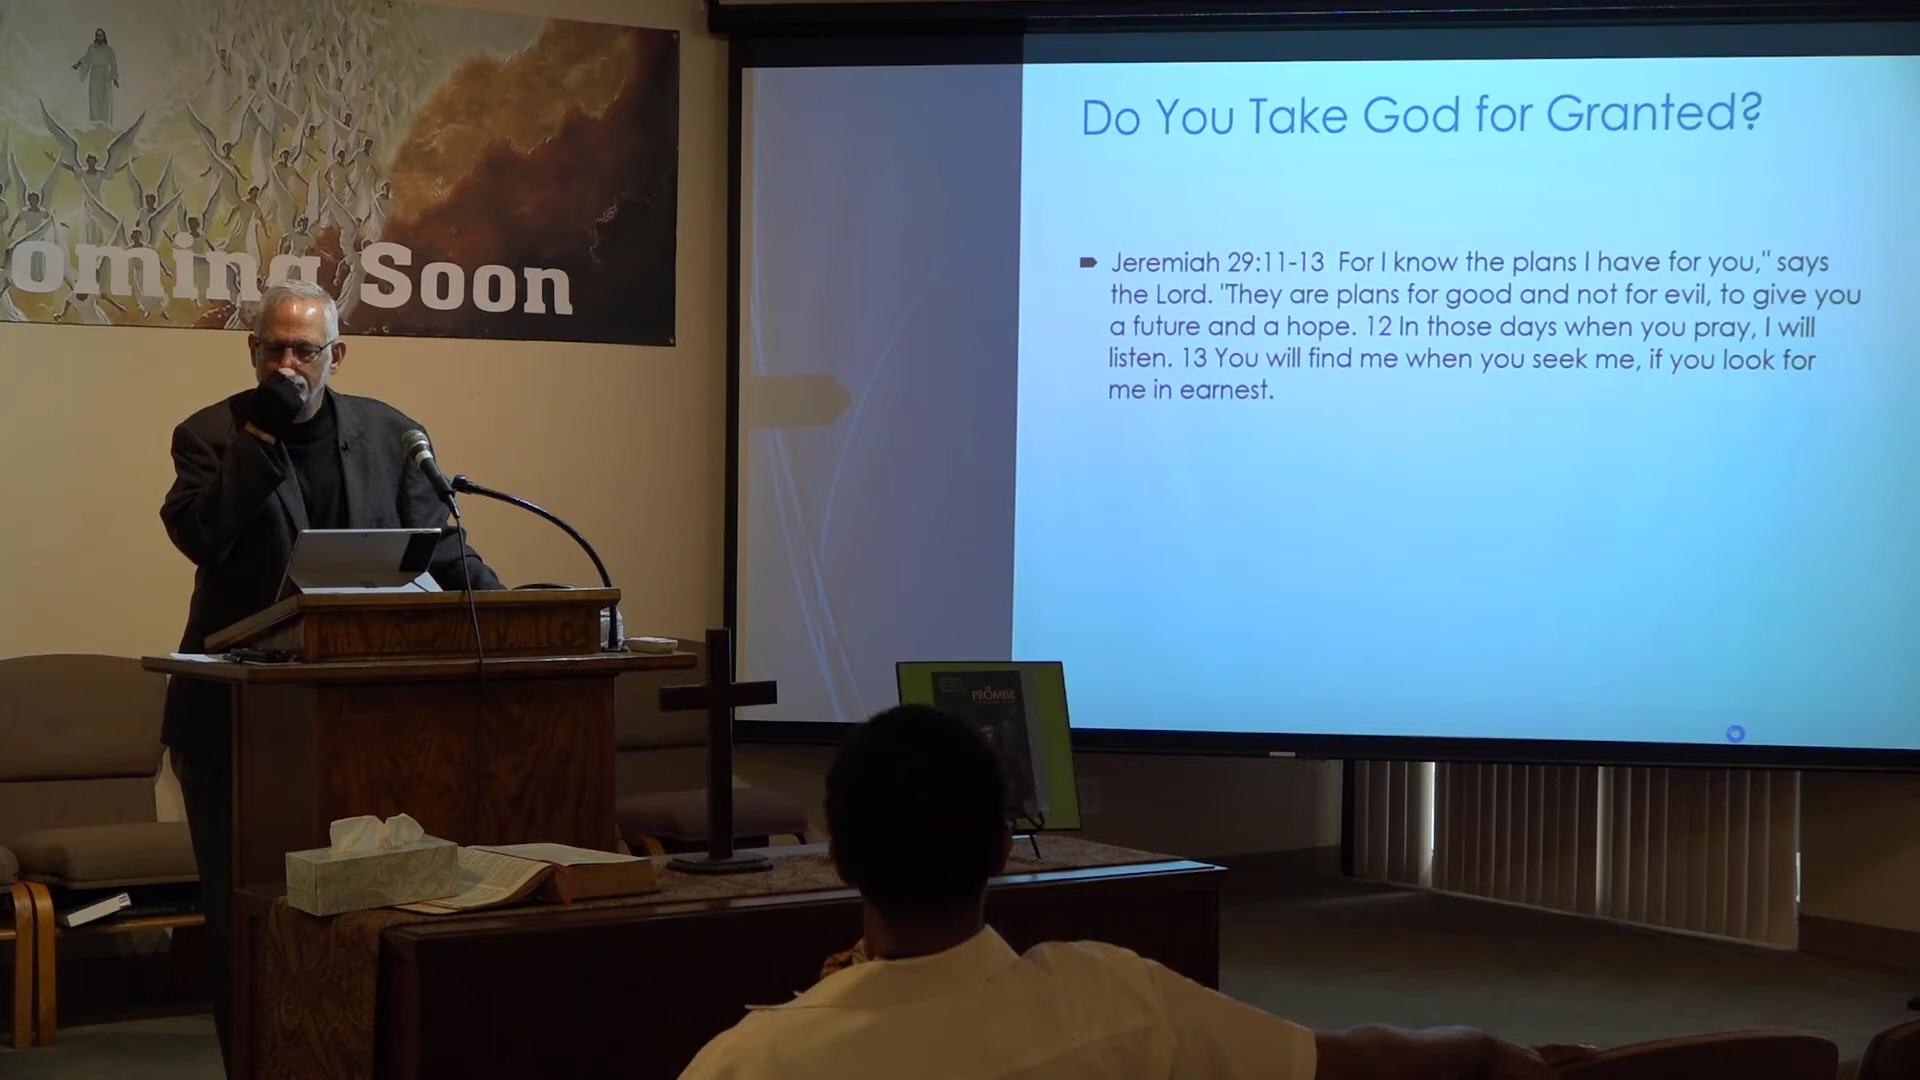 oming Soon
Do You Take God for Granted?
Jeremiah 29:11-13 For I know the plans I have for you," says
the Lord. "They are plans for good and not for evil, to give you
a future and a hope. 12 In those days when you pray, I will
listen. 13 You will find me when you seek me, if you look for
me in earnest.
PROMISE